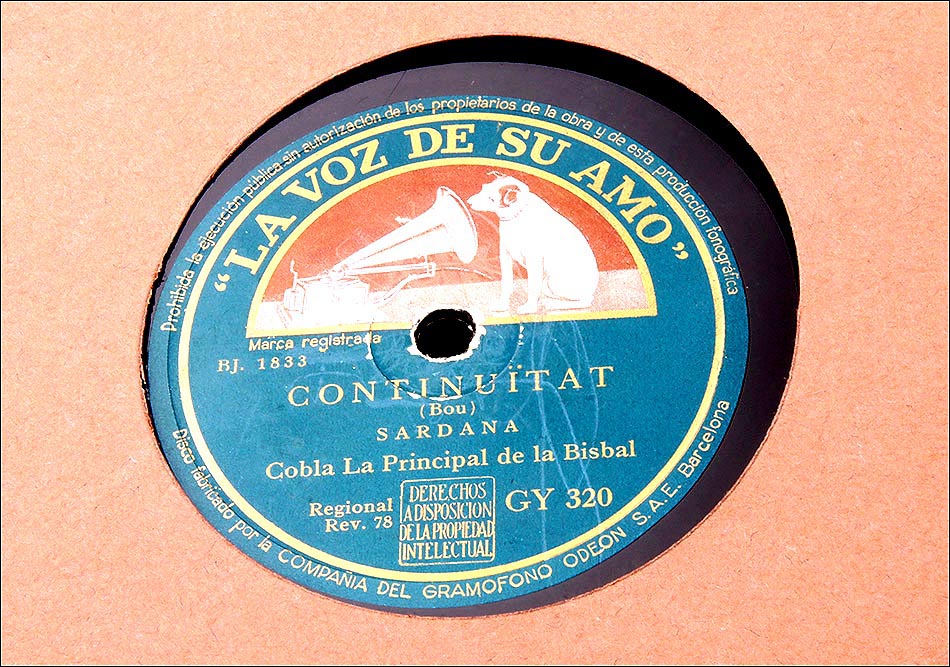 Prohibida la ejecución pública sin autorización de los propietarios de la obra y de esta producción fonográfica
“LA VOZ DE SU AMO”
Marca registrada
BJ. 1833
CONTINUÏTAT
(Bou)
SARDANA
Cobla La Principal de la Bisbal
Regional
Rev. 78
DERECHOS
A DISPOSICION
DE LA PROPIEDAD
INTELECTUAL
GY 320
Disco fabricado por la COMPAÑIA DEL GRAMOFONO ODEON S.A.E. Barcelona